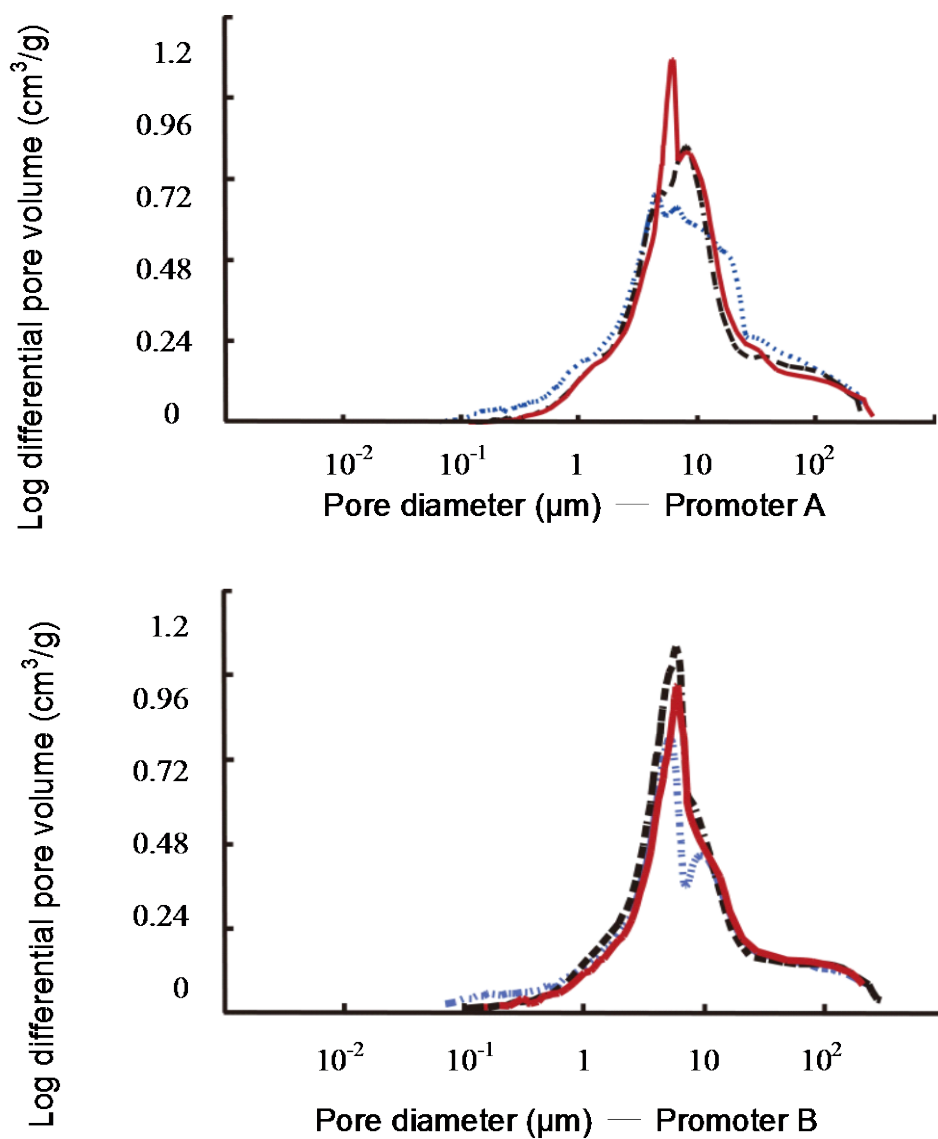 Log differential pore volume (cm³/g)
1.2
0.96
0.72
0.48
0.24
0
10⁻² 10⁻¹ 1 10 10²
Pore diameter (μm) — Promoter A
Log differential pore volume (cm³/g)
1.2
0.96
0.72
0.48
0.24
0
10⁻² 10⁻¹ 1 10 10²
Pore diameter (μm) — Promoter B